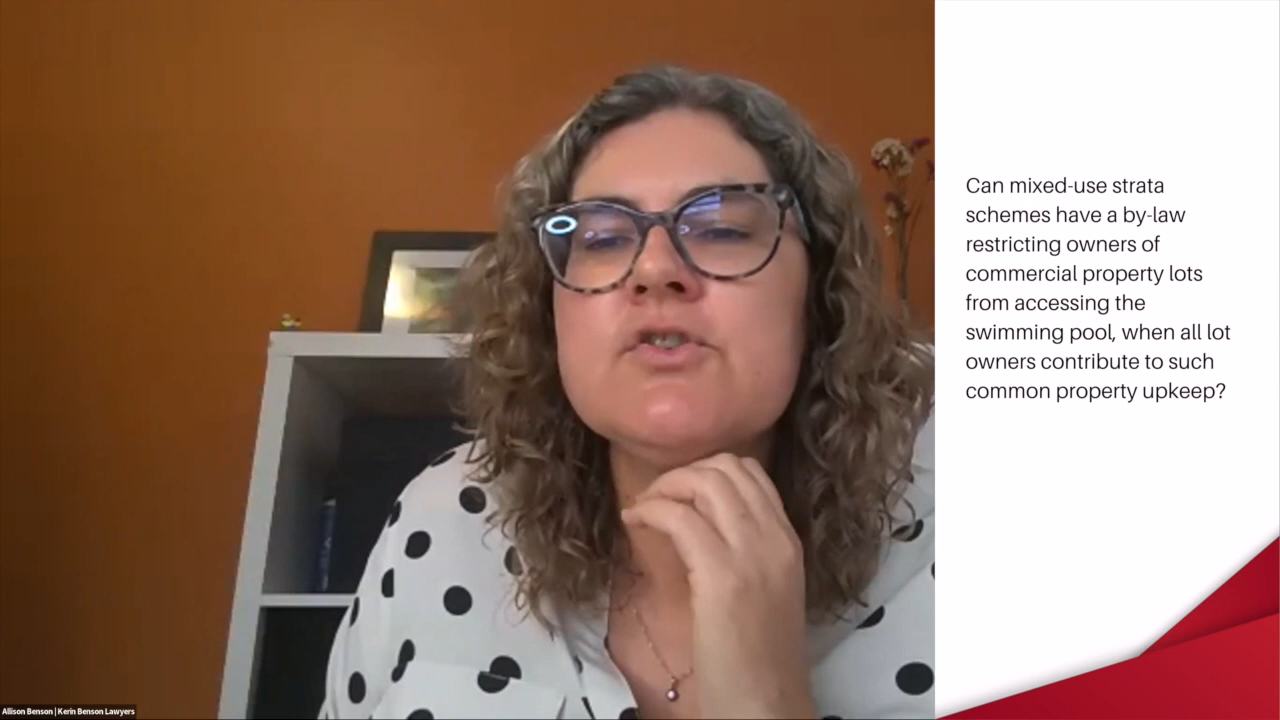 Can mixed-use strata
schemes have a by-law
restricting owners of
commercial property lots
from accessing the
swimming pool, when all lot
owners contribute to such
common property upkeep?
Allison Benson | Kerin Benson Lawyers